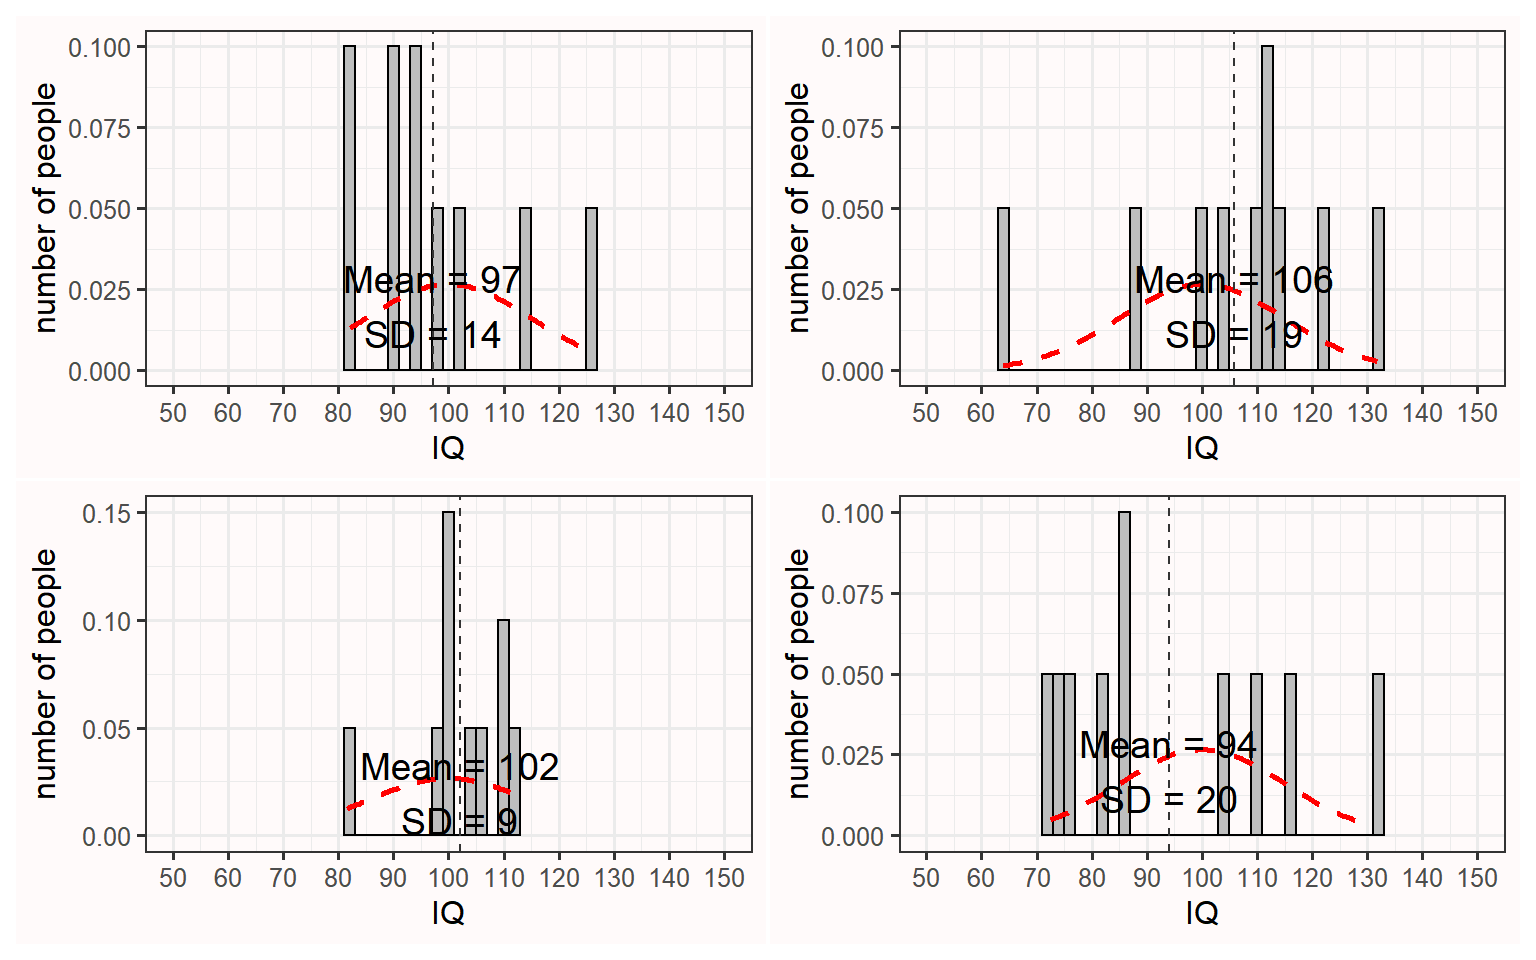 number of people
0.100
0.075
0.050
0.025
0.000
Mean = 97
SD = 14
50 60 70 80 90 100 110 120 130 140 150
IQ
number of people
0.100
0.075
0.050
0.025
0.000
Mean = 106
SD = 19
50 60 70 80 90 100 110 120 130 140 150
IQ
number of people
0.15
0.10
0.05
0.00
Mean = 102
SD = 9
50 60 70 80 90 100 110 120 130 140 150
IQ
number of people
0.100
0.075
0.050
0.025
0.000
Mean = 94
SD = 20
50 60 70 80 90 100 110 120 130 140 150
IQ